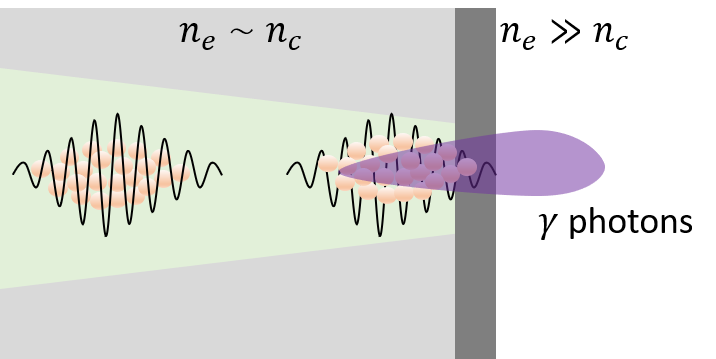 n_e ~ n_c
n_e ≫ n_c
γ photons